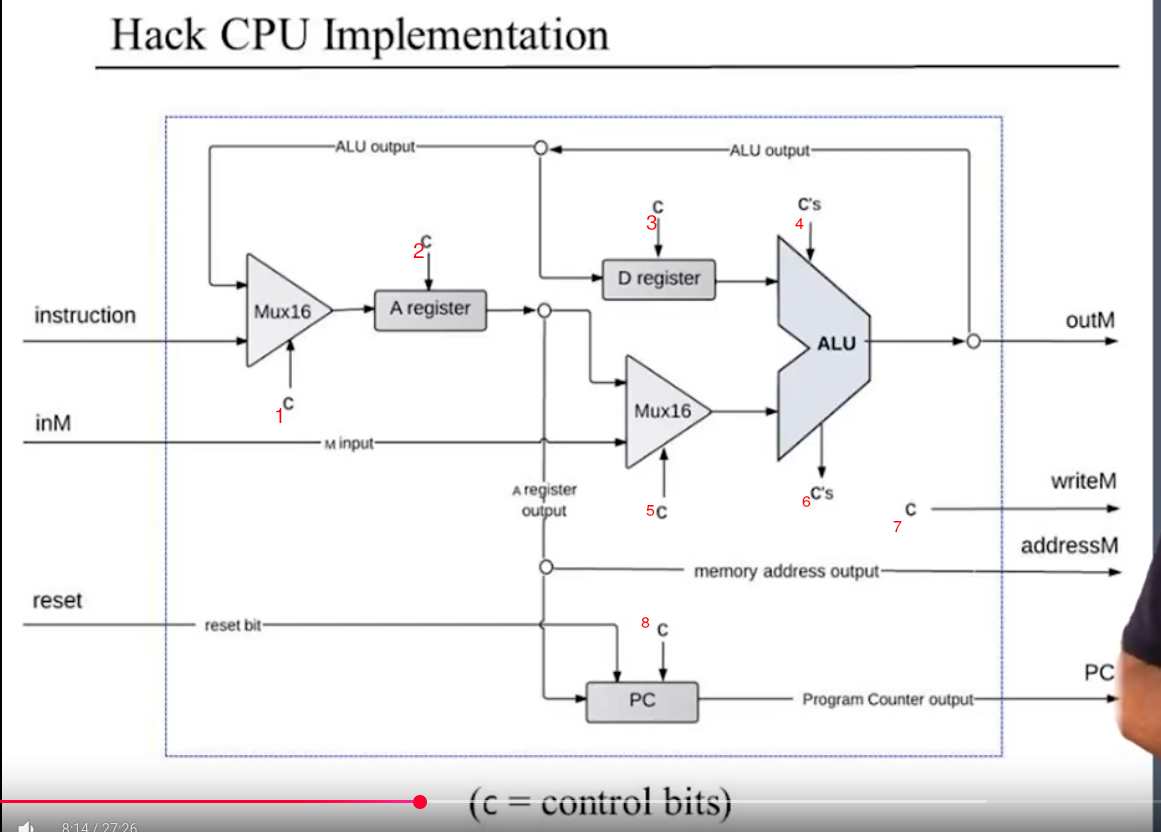 Hack CPU Implementation
ALU output
ALU output
C
3
C's
4
C
2
D register
instruction
Mux16
A register
ALU
outM
C
1
Mux16
inM
M input
A register
output
5
C
6
C's
C
7
writeM
addressM
memory address output
reset
reset bit
8
C
PC
Program Counter output
PC
(c = control bits)
8:14 / 27:26